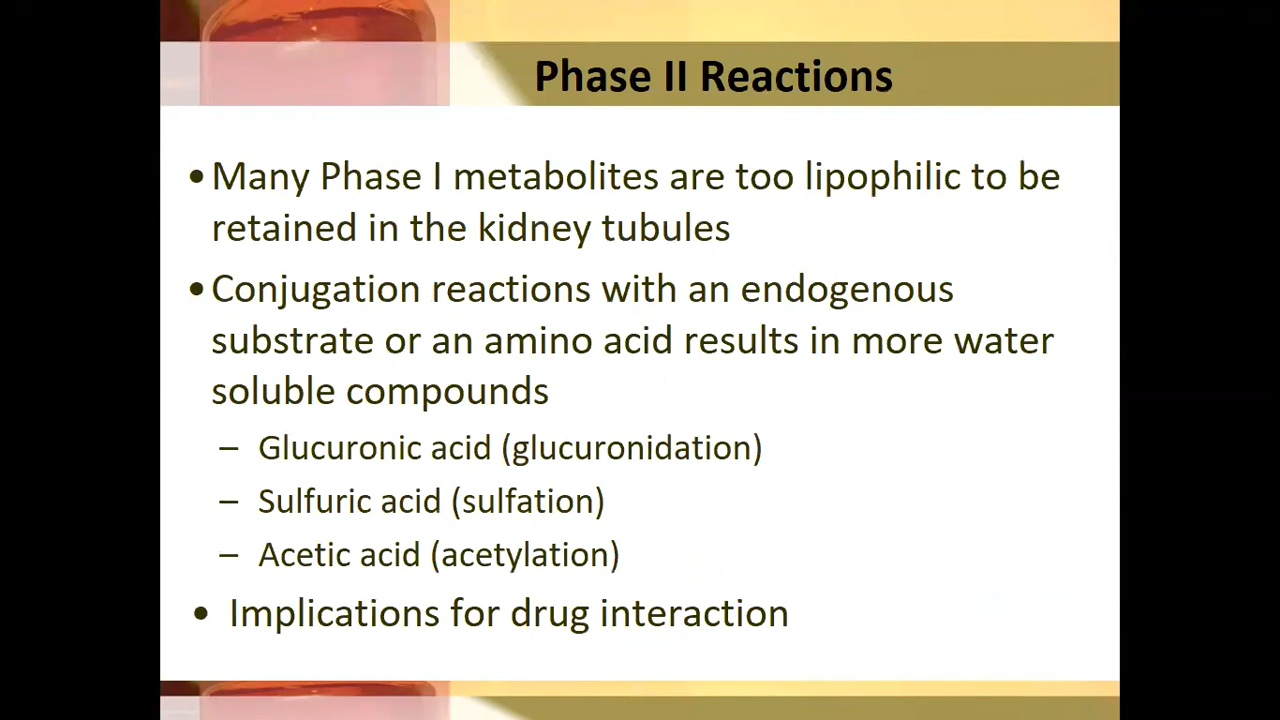 Phase II Reactions
•Many Phase I metabolites are too lipophilic to be
retained in the kidney tubules
•Conjugation reactions with an endogenous
substrate or an amino acid results in more water
soluble compounds
– Glucuronic acid (glucuronidation)
– Sulfuric acid (sulfation)
– Acetic acid (acetylation)
• Implications for drug interaction